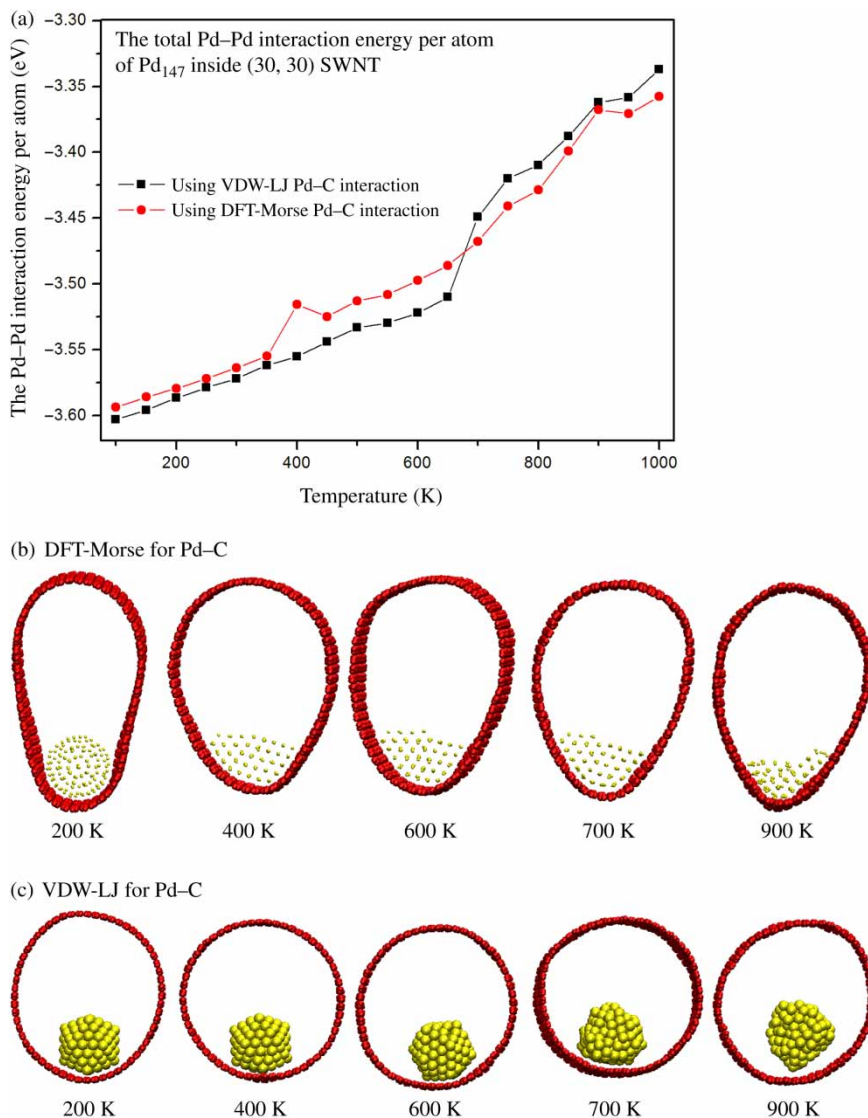 (a)
The total Pd–Pd interaction energy per atom
of Pd147 inside (30, 30) SWNT
Using VDW-LJ Pd–C interaction
Using DFT-Morse Pd–C interaction
The Pd–Pd interaction energy per atom (eV)
−3.30
−3.35
−3.40
−3.45
−3.50
−3.55
−3.60
200 400 600 800 1000
Temperature (K)
(b) DFT-Morse for Pd–C
200 K 400 K 600 K 700 K 900 K
(c) VDW-LJ for Pd–C
200 K 400 K 600 K 700 K 900 K